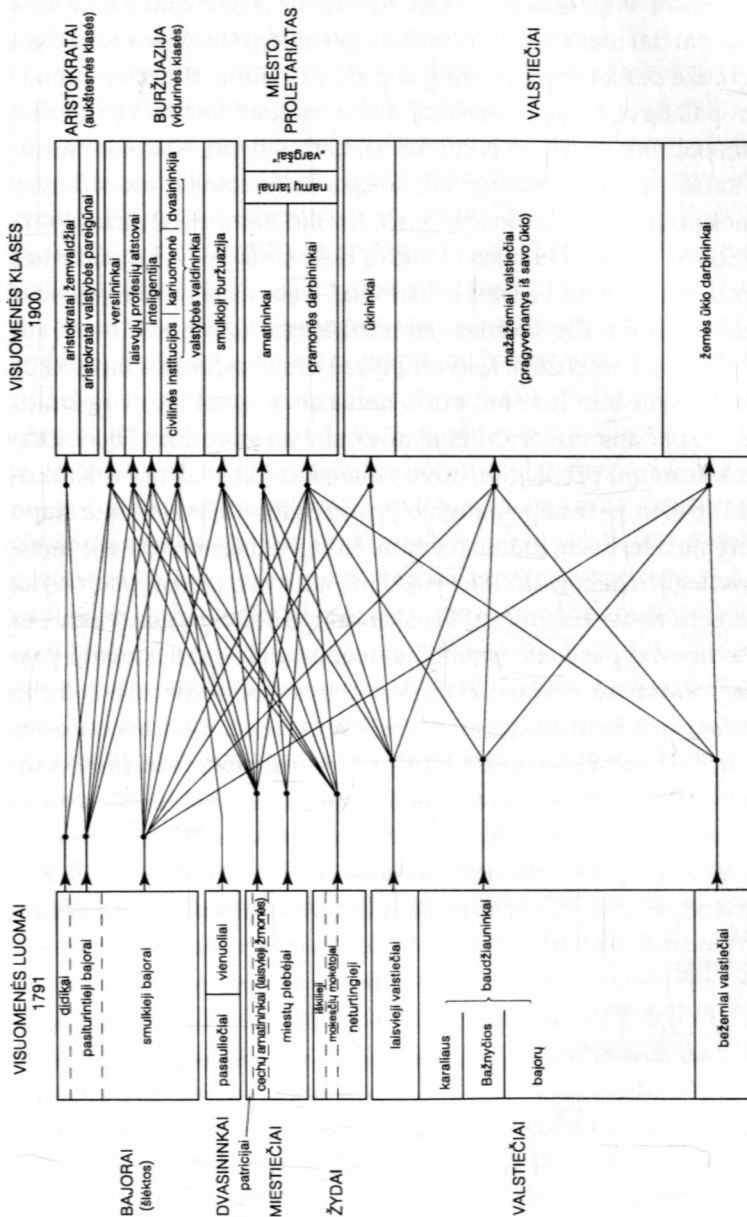 VISUOMENĖS LUOMAI
1791
BAJORAI
(šlėktos)
didikai
pasiturintieji bajorai
smulkieji bajorai
DVASININKAI
pasauliečiai
vienuoliai
patricijai
MIESTIEČIAI
cechų amatininkai (laisvieji žmonės)
miestų plebėjai
ŽYDAI
iškilieji
mokesčių mokėtojai
neturtingieji
VALSTIEČIAI
laisvieji valstiečiai
karaliaus
Bažnyčios
bajorų
baudžiauninkai
bežemiai valstiečiai
VISUOMENĖS KLASĖS
1900
ARISTOKRATAI
(aukštesnės klasės)
aristokratai žemvaldžiai
aristokratai valstybės pareigūnai
BURŽUAZIJA
(vidurinės klasės)
verslininkai
laisvųjų profesijų atstovai
inteligentija
civilinės institucijos
kariuomenė
dvasininkija
valstybės valdininkai
smulkioji buržuazija
MIESTO
PROLETARIATAS
amatininkai
pramonės darbininkai
namų tarnai
„vargšai“
VALSTIEČIAI
ūkininkai
mažažemiai valstiečiai
(pragyvenantys iš savo ūkio)
žemės ūkio darbininkai